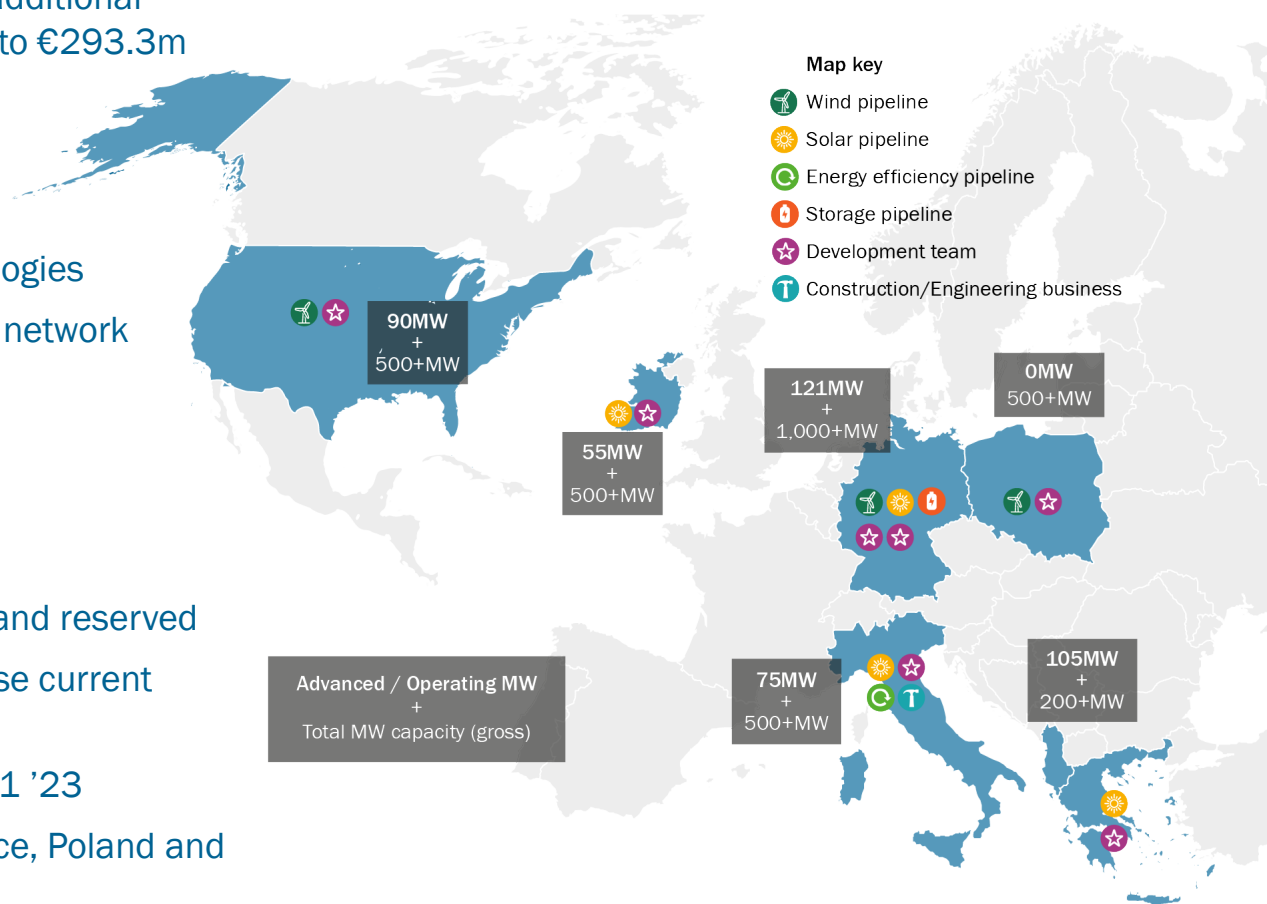 to €293.3m
ogies
network
and reserved
se current
1 ’23
ce, Poland and
Map key
Wind pipeline
Solar pipeline
Energy efficiency pipeline
Storage pipeline
Development team
Construction/Engineering business
90MW
+
500+MW
55MW
+
500+MW
121MW
+
1,000+MW
0MW
500+MW
75MW
+
500+MW
105MW
+
200+MW
Advanced / Operating MW
+
Total MW capacity (gross)